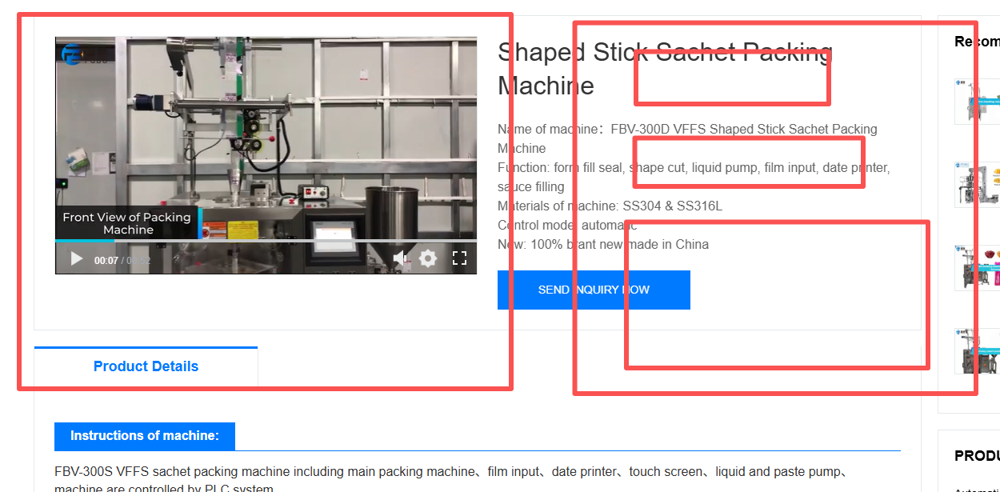 Front View of Packing
Machine
00:07 / 00:52
Shaped Stick Sachet Packing
Machine
Name of machine：FBV-300D VFFS Shaped Stick Sachet Packing
Machine
Function: form fill seal, shape cut, liquid pump, film input, date printer,
sauce filling
Materials of machine: SS304 & SS316L
Control mode: automatic
New: 100% brant new made in China
SEND INQUIRY NOW
Product Details
Instructions of machine:
FBV-300S VFFS sachet packing machine including main packing machine、film input、date printer、touch screen、liquid and paste pump、
machine are controlled by PLC system
Recom
PRODU